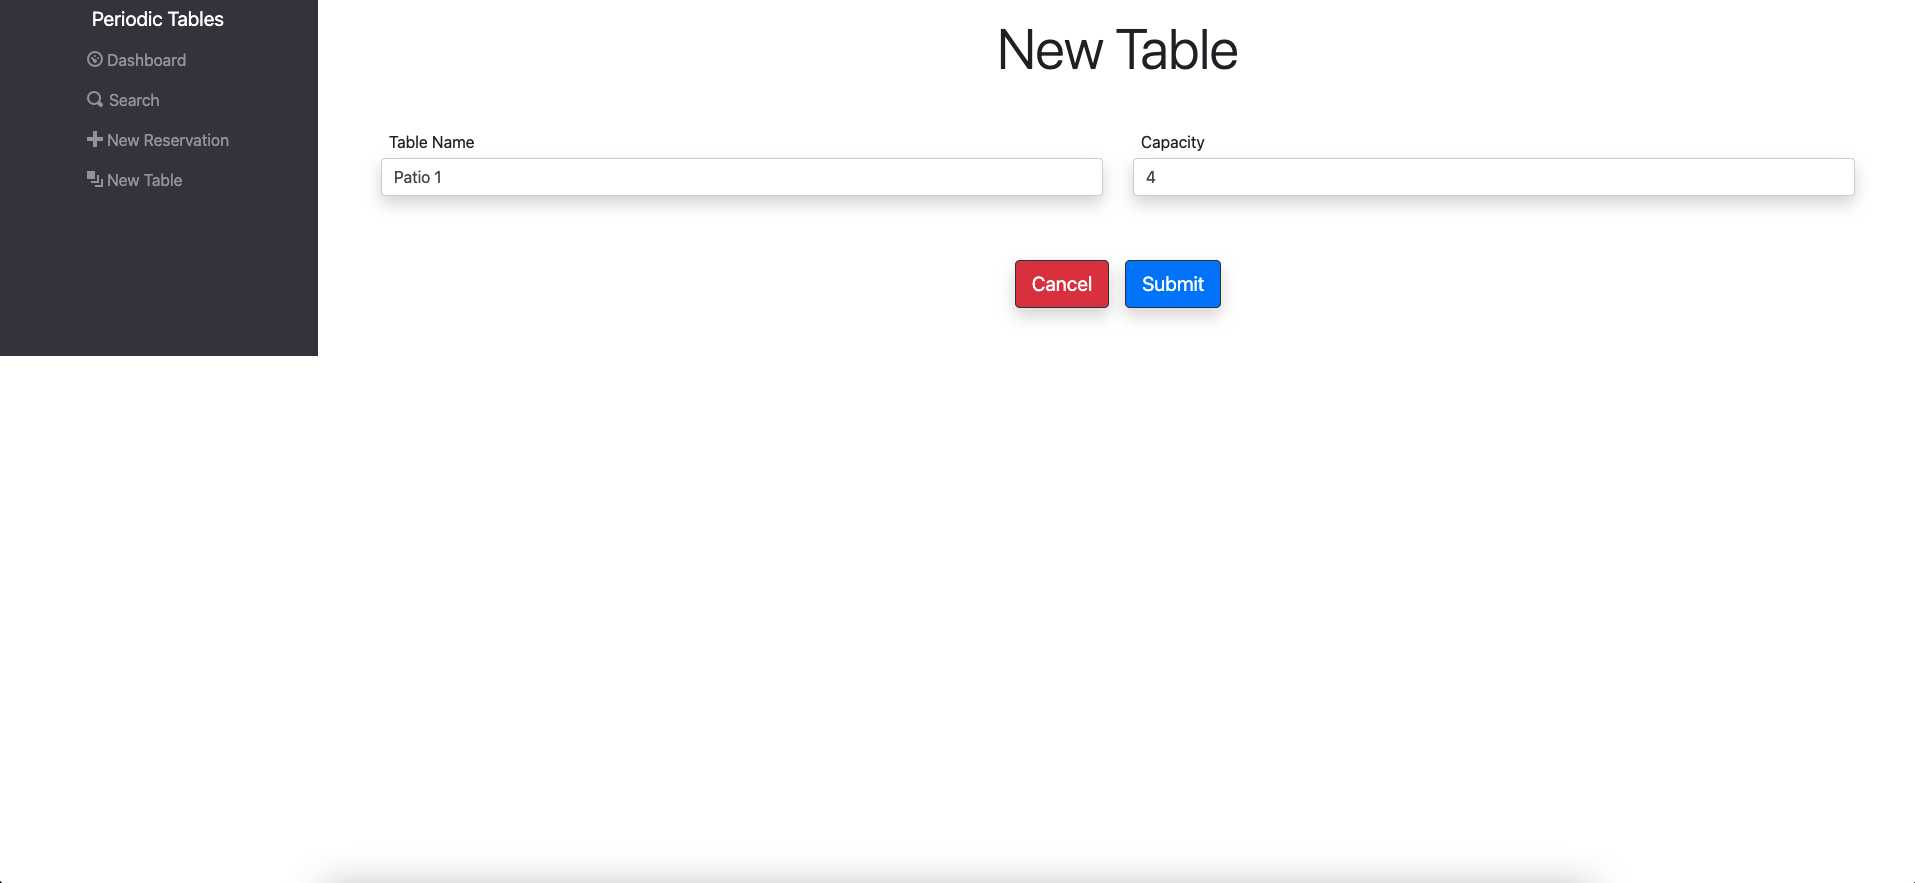 Periodic Tables
Dashboard
Search
New Reservation
New Table
New Table
Table Name
Patio 1
Capacity
4
Cancel
Submit